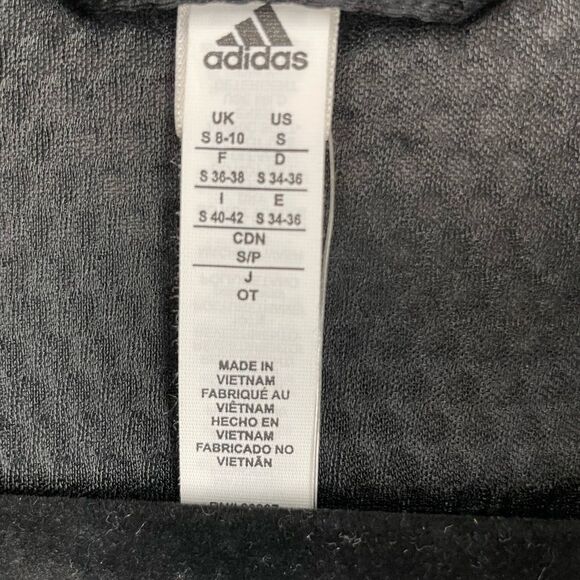 adidas
UK US
S 8-10 S
F D
S 36-38 S 34-36
I E
S 40-42 S 34-36
CDN
S/P
J
OT
MADE IN
VIETNAM
FABRIQUÉ AU
VIÊTNAM
HECHO EN
VIETNAM
FABRICADO NO
VIETNÃN